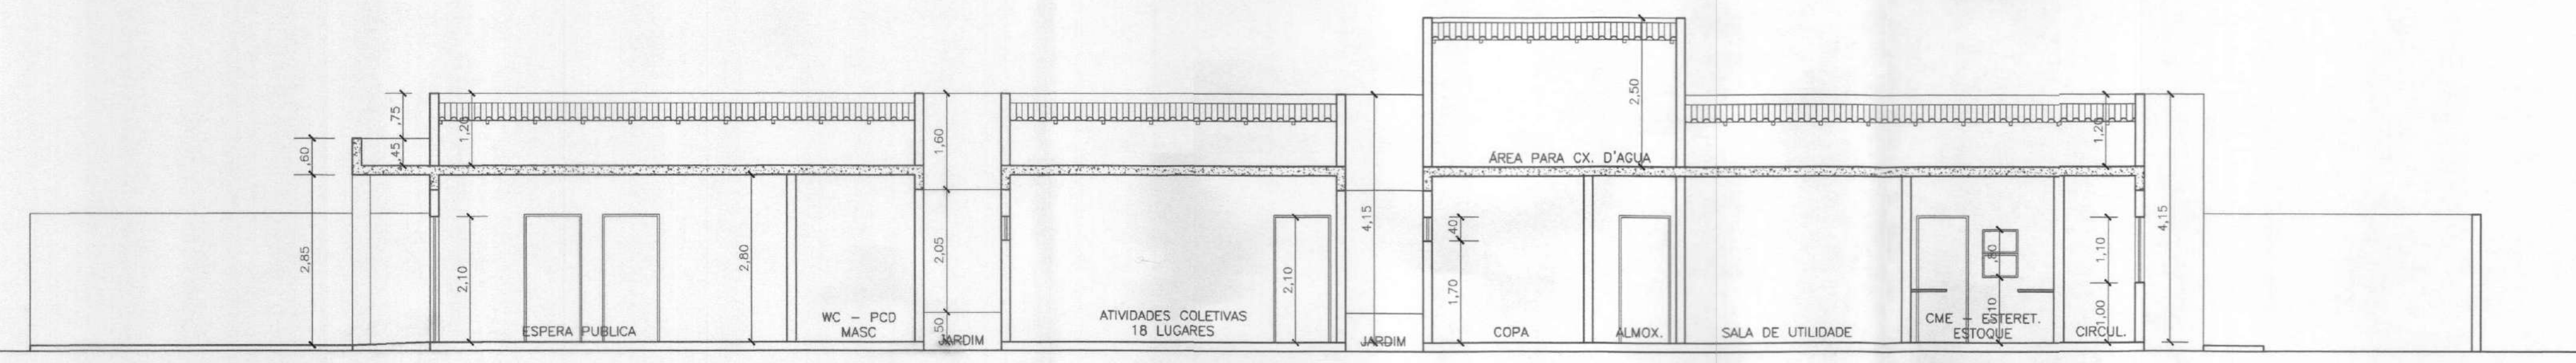 2,50
,75
1,20
,60
,45
1,60
1,20
ÁREA PARA CX. D'AGUA
2,85
2,10
2,80
2,05
2,10
4,15
,40
1,70
,80
1,10
4,15
ESPERA PUBLICA
WC - PCD
MASC
,50
JARDIM
ATIVIDADES COLETIVAS
18 LUGARES
JARDIM
COPA
ALMOX.
SALA DE UTILIDADE
CME - ESTERET.
ESTOQUE
1,00
CIRCUL.